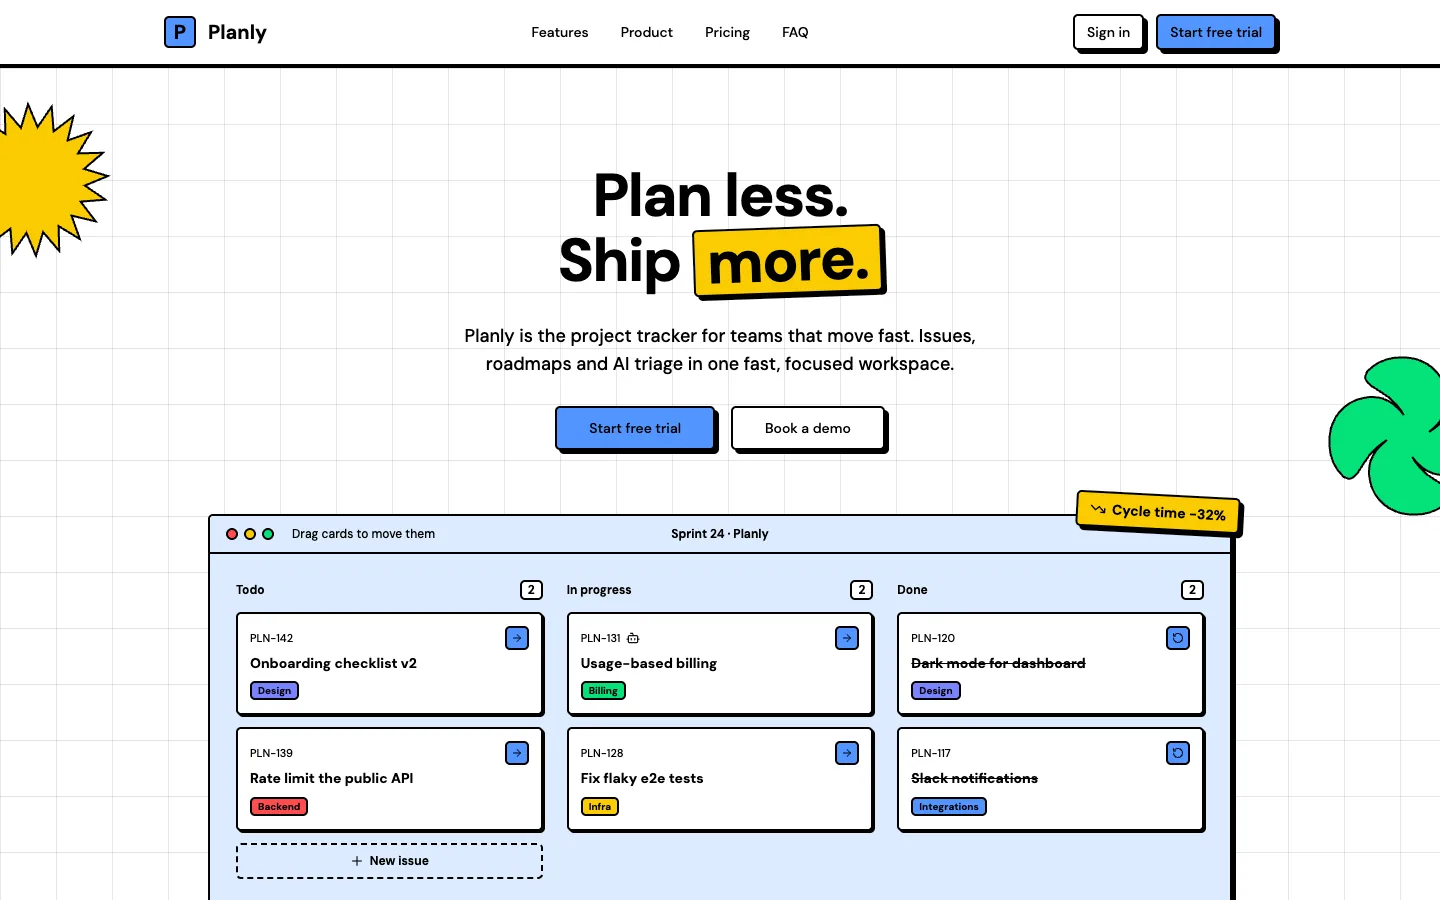 P Planly
Features Product Pricing FAQ
Sign in Start free trial
Plan less.
Ship more.
Planly is the project tracker for teams that move fast. Issues,
roadmaps and AI triage in one fast, focused workspace.
Start free trial Book a demo
Cycle time -32%
Drag cards to move them Sprint 24 · Planly
Todo 2
PLN-142
Onboarding checklist v2
Design
PLN-139
Rate limit the public API
Backend
New issue
In progress 2
PLN-131
Usage-based billing
Billing
PLN-128
Fix flaky e2e tests
Infra
Done 2
PLN-120
Dark mode for dashboard
Design
PLN-117
Slack notifications
Integrations